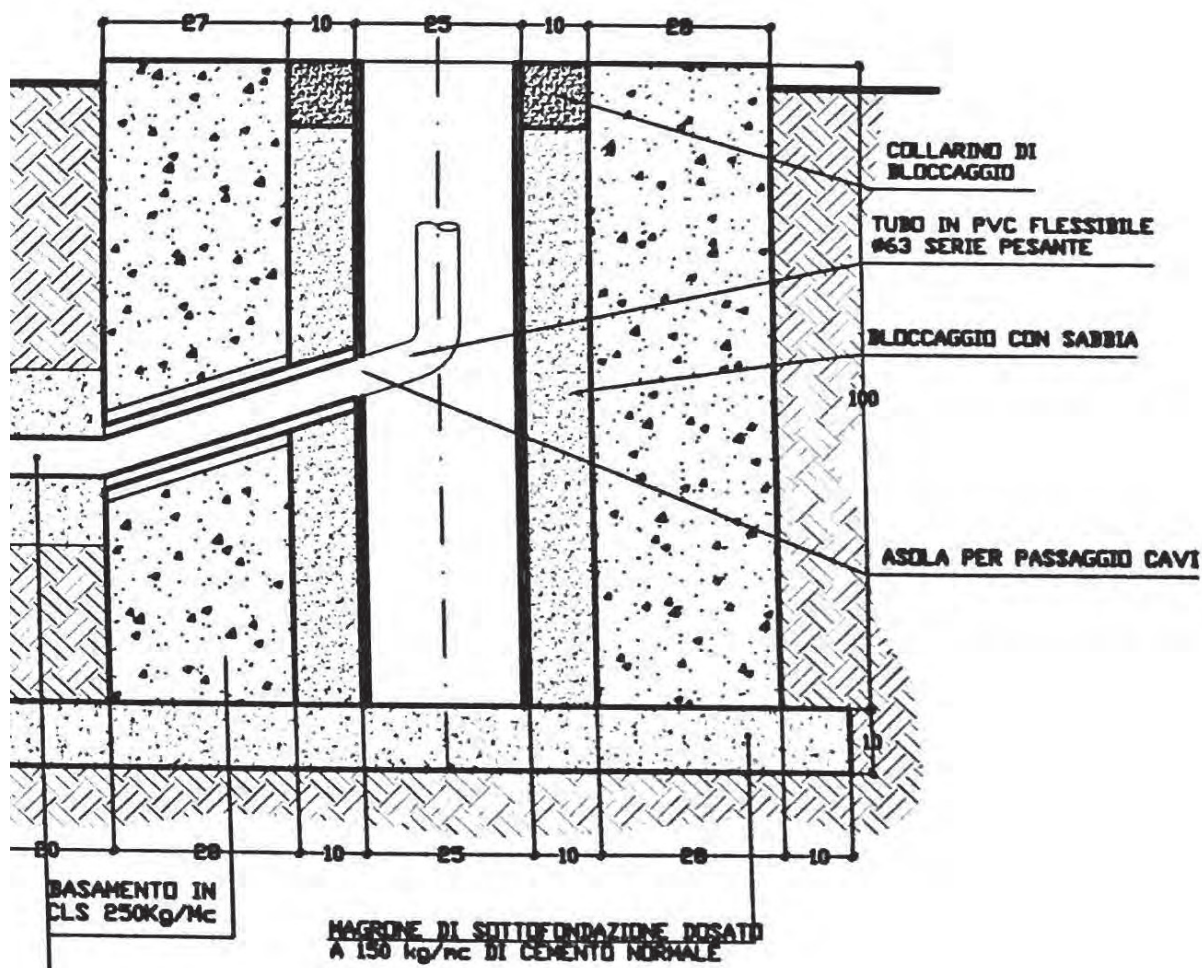 27 10 25 10 28
COLLARINO DI
BLOCCAGGIO
TUBO IN PVC FLESSIBILE
ø63 SERIE PESANTE
BLOCCAGGIO CON SABBIA
100
ASOLA PER PASSAGGIO CAVI
10
20 28 10 25 10 28 10
BASAMENTO IN
CLS 250Kg/Mc
MAGRONE DI SOTTOFONDAZIONE DOSATO
A 150 kg/mc DI CEMENTO NORMALE